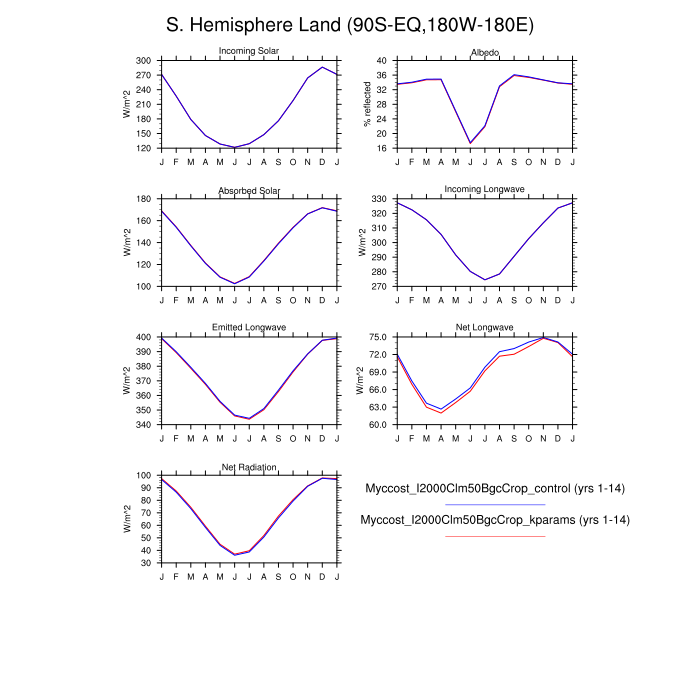 S. Hemisphere Land (90S-EQ,180W-180E)
Incoming Solar
W/m^2
300
270
240
210
180
150
120
J F M A M J J A S O N D J
Albedo
% reflected
40
36
32
28
24
20
16
J F M A M J J A S O N D J
Absorbed Solar
W/m^2
180
160
140
120
100
J F M A M J J A S O N D J
Incoming Longwave
W/m^2
330
320
310
300
290
280
270
J F M A M J J A S O N D J
Emitted Longwave
W/m^2
400
390
380
370
360
350
340
J F M A M J J A S O N D J
Net Longwave
W/m^2
75.0
72.0
69.0
66.0
63.0
60.0
J F M A M J J A S O N D J
Net Radiation
W/m^2
100
90
80
70
60
50
40
30
J F M A M J J A S O N D J
Myccost_I2000Clm50BgcCrop_control (yrs 1-14)
Myccost_I2000Clm50BgcCrop_kparams (yrs 1-14)